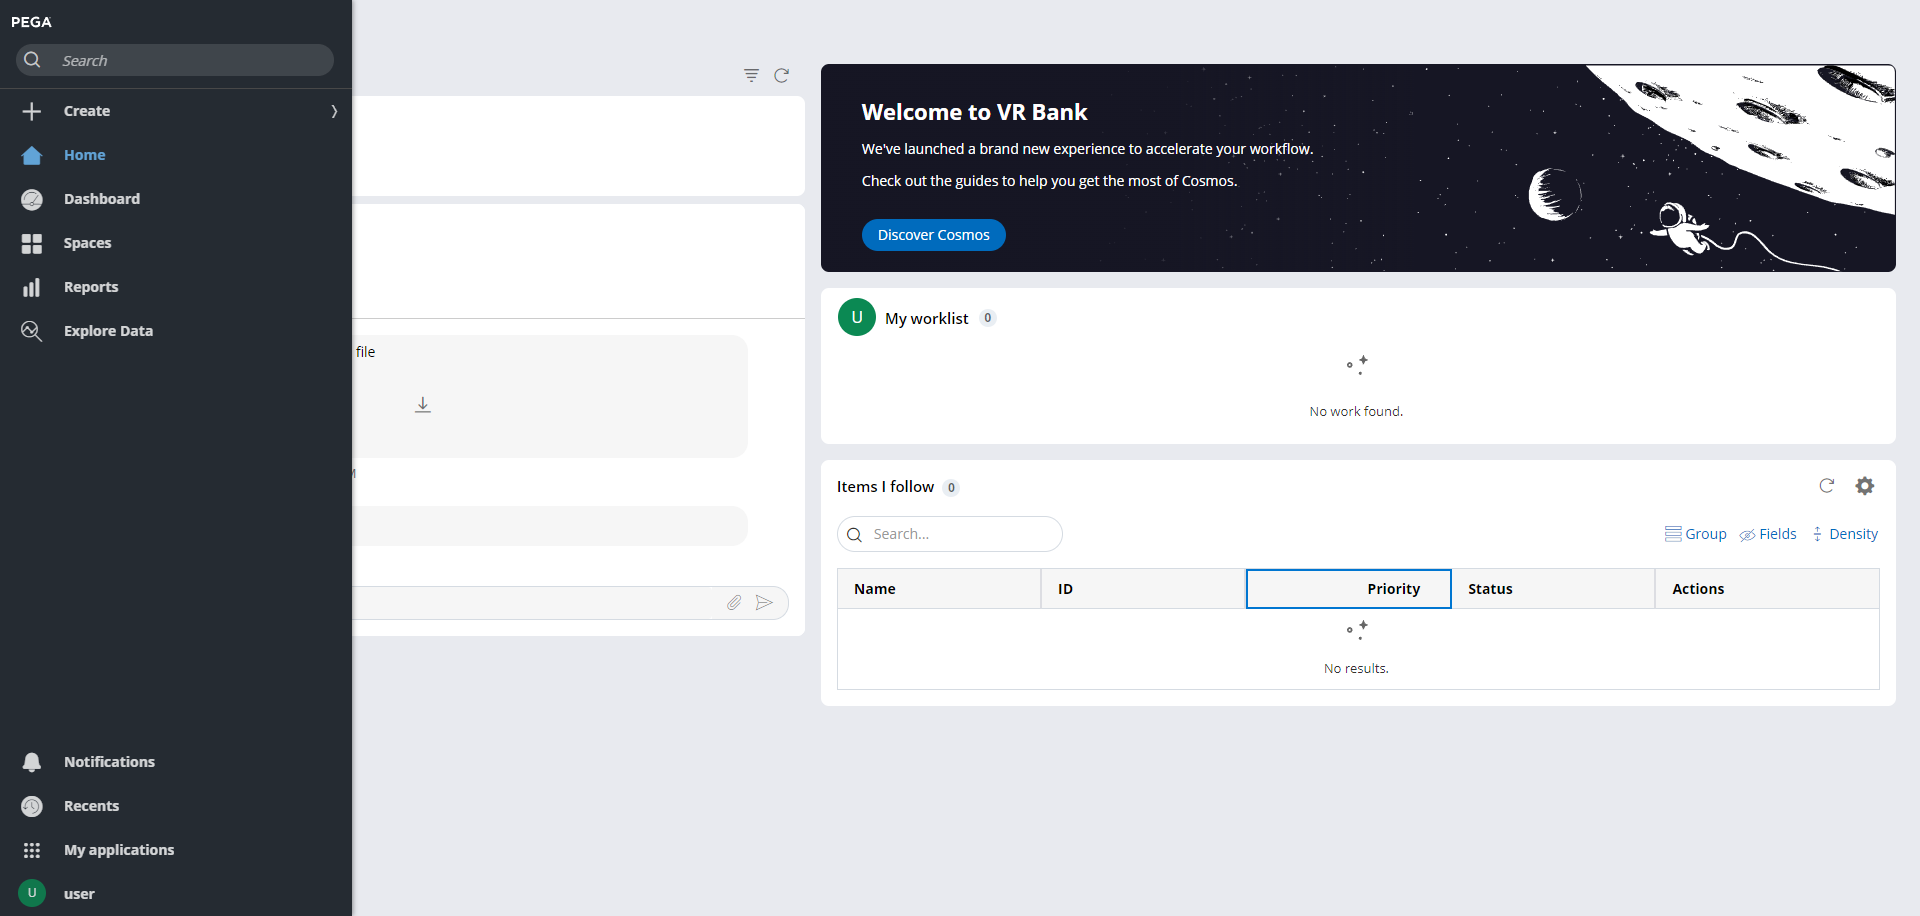 PEGA
Search
Create
Home
Dashboard
Spaces
Reports
Explore Data
Notifications
Recents
My applications
U
user
file
Welcome to VR Bank
We've launched a brand new experience to accelerate your workflow.
Check out the guides to help you get the most of Cosmos.
Discover Cosmos
U
My worklist 0
No work found.
Items I follow 0
Search...
Group Fields Density
Name ID Priority Status Actions
No results.